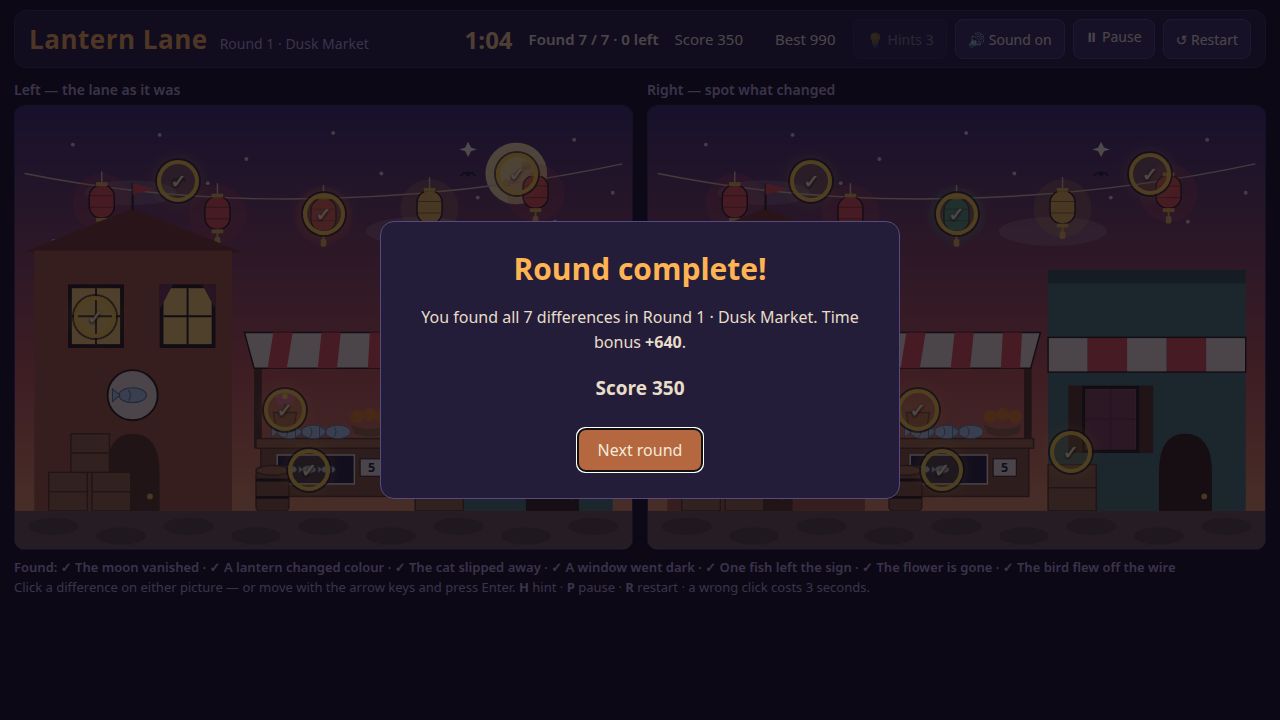 Lantern Lane Round 1 · Dusk Market 1:04 Found 7 / 7 · 0 left Score 350 Best 990 💡 Hints 3 🔊 Sound on ⏸ Pause ↺ Restart
Left — the lane as it was
Right — spot what changed
Round complete!
You found all 7 differences in Round 1 · Dusk Market. Time
bonus +640.
Score 350
Next round
5
5
Found: ✓ The moon vanished · ✓ A lantern changed colour · ✓ The cat slipped away · ✓ A window went dark · ✓ One fish left the sign · ✓ The flower is gone · ✓ The bird flew off the wire
Click a difference on either picture — or move with the arrow keys and press Enter. H hint · P pause · R restart · a wrong click costs 3 seconds.